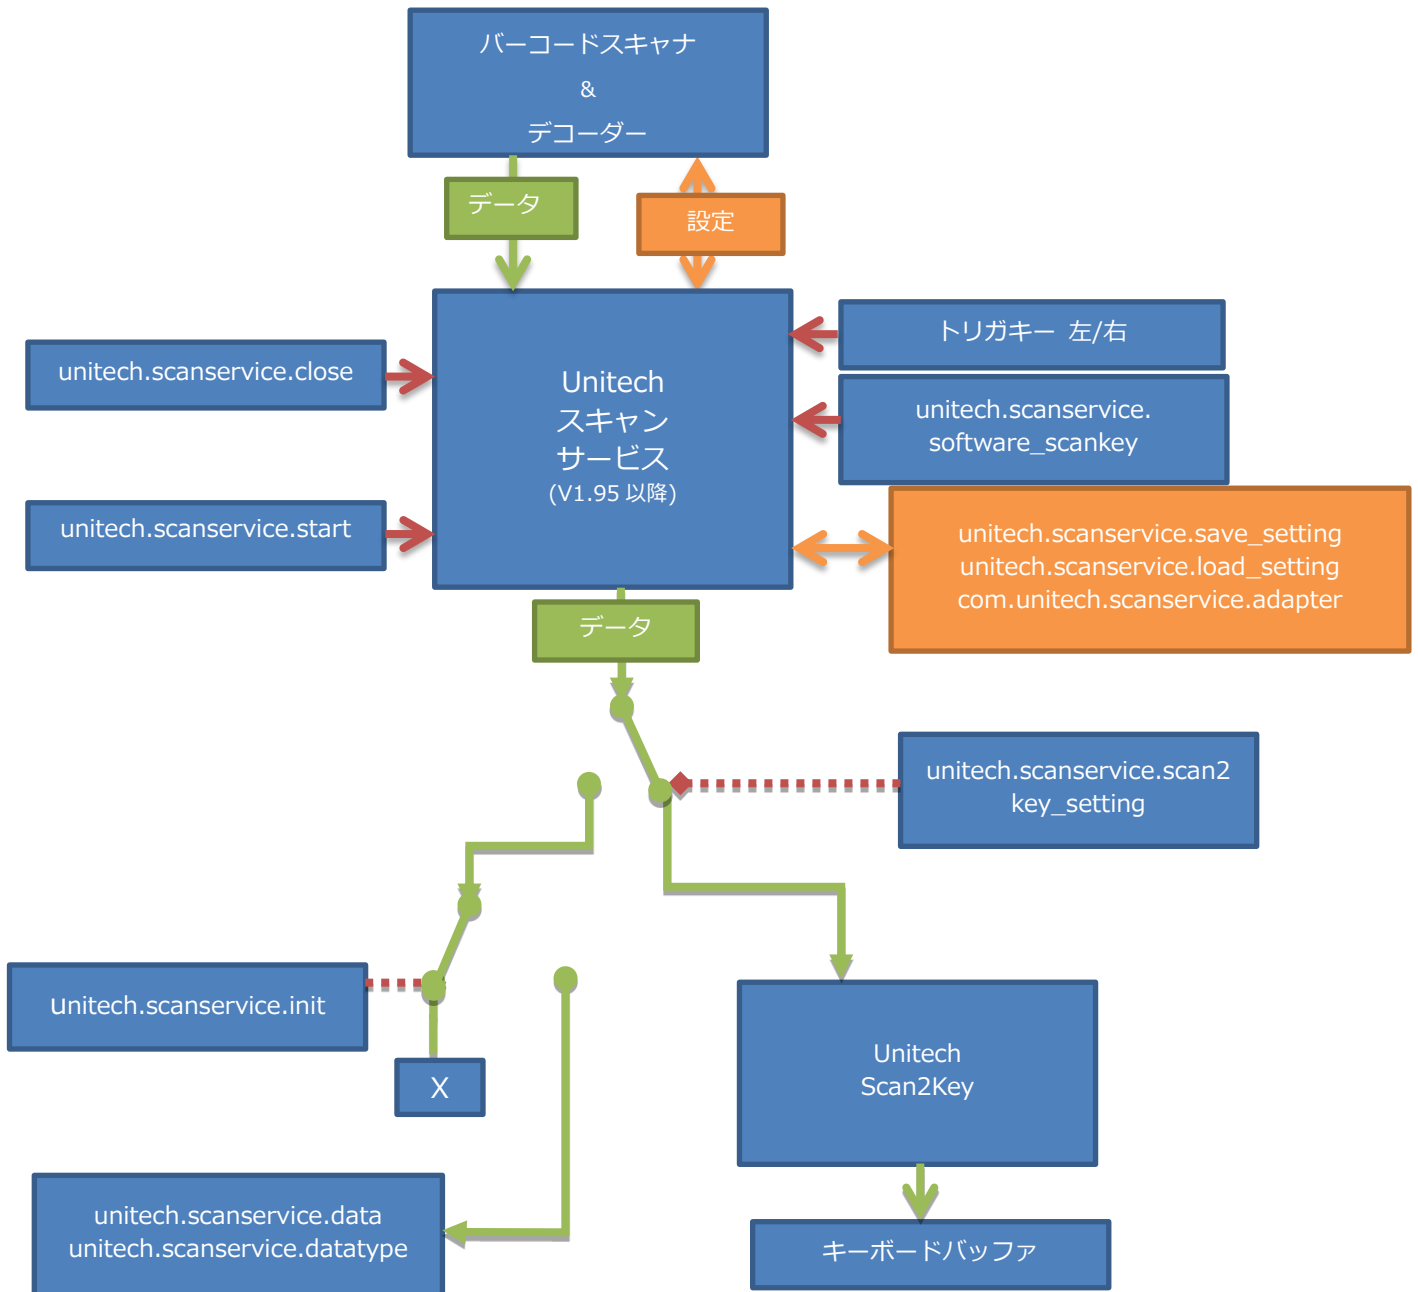 バーコードスキャナ
&
デコーダー
データ
設定
unitech.scanservice.close
unitech.scanservice.start
Unitech
スキャン
サービス
(V1.95 以降)
トリガキー 左/右
unitech.scanservice.
software_scankey
unitech.scanservice.save_setting
unitech.scanservice.load_setting
com.unitech.scanservice.adapter
データ
unitech.scanservice.scan2
key_setting
unitech.scanservice.init
X
unitech.scanservice.data
unitech.scanservice.datatype
Unitech
Scan2Key
キーボードバッファ